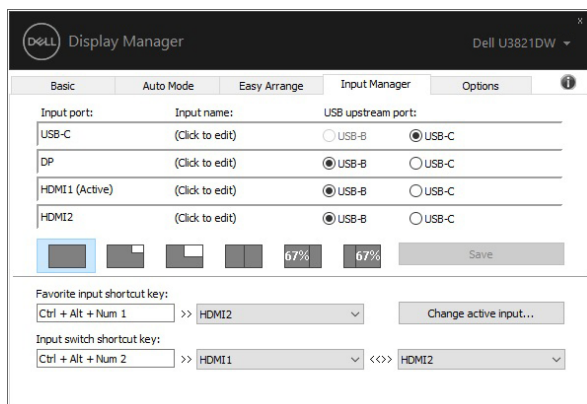 DELL Display Manager Dell U3821DW
x
Basic Auto Mode Easy Arrange Input Manager Options i
Input port: Input name: USB upstream port:
USB-C (Click to edit) USB-B USB-C
DP (Click to edit) USB-B USB-C
HDMI1 (Active) (Click to edit) USB-B USB-C
HDMI2 (Click to edit) USB-B USB-C
67% 67% Save
Favorite input shortcut key:
Ctrl + Alt + Num 1 >> HDMI2 Change active input...
Input switch shortcut key:
Ctrl + Alt + Num 2 >> HDMI1 <<>> HDMI2